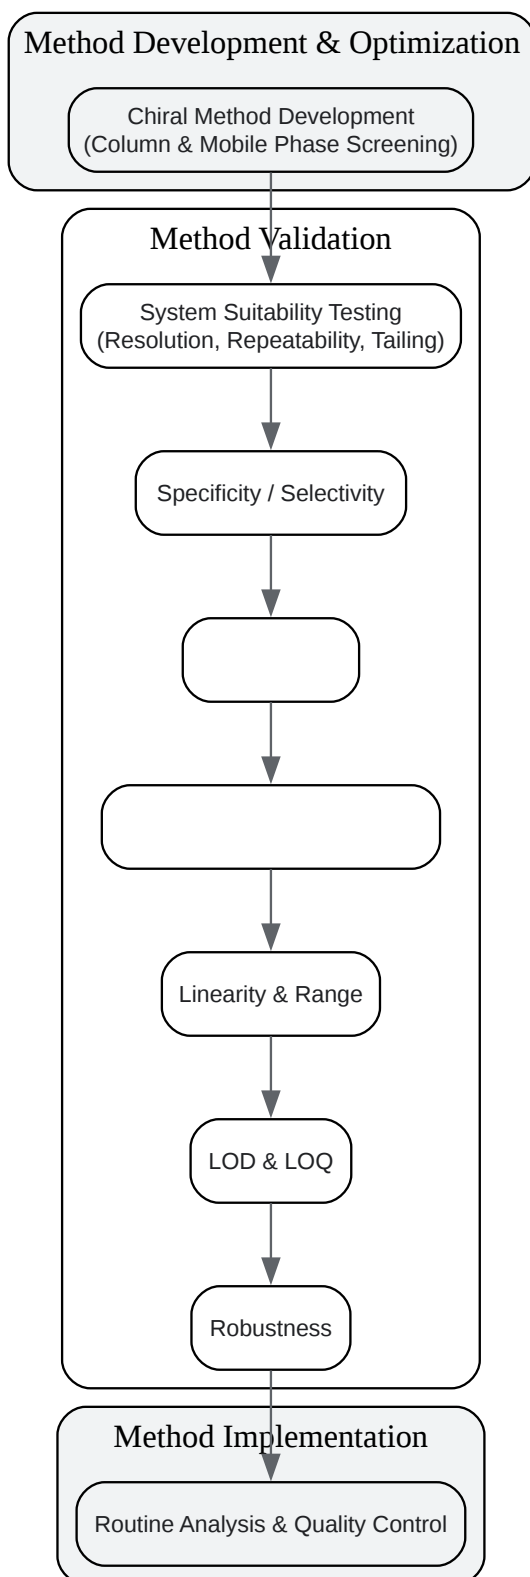 Method Development & Optimization
Chiral Method Development
(Column & Mobile Phase Screening)
Method Validation
System Suitability Testing
(Resolution, Repeatability, Tailing)
Specificity / Selectivity
Linearity & Range
LOD & LOQ
Robustness
Method Implementation
Routine Analysis & Quality Control